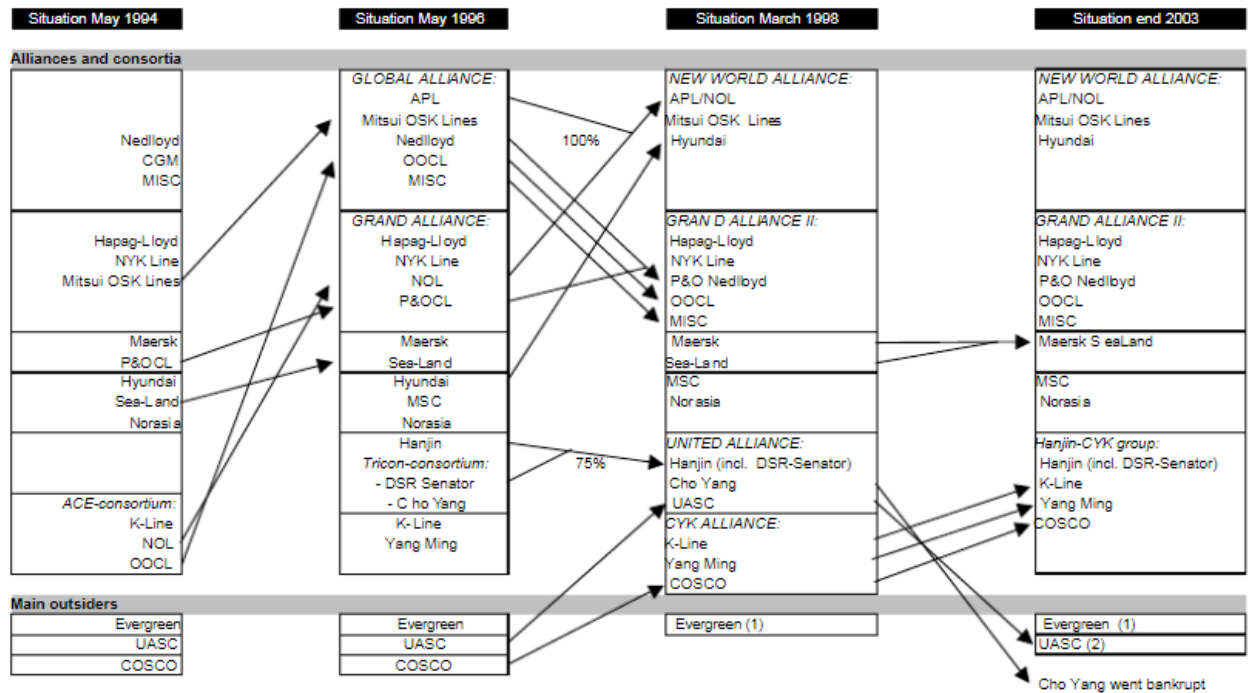 Situation May 1994
Situation May 1996
Situation March 1998
Situation end 2003
Alliances and consortia
Nedlloyd
CGM
MISC
Hapag-Lloyd
NYK Line
Mitsui OSK Lines
Maersk
P&OCL
Hyundai
Sea-Land
Norasia
ACE-consortium:
K-Line
NOL
OOCL
GLOBAL ALLIANCE:
APL
Mitsui OSK Lines
Nedlloyd
OOCL
MISC
GRAND ALLIANCE:
Hapag-Lloyd
NYK Line
NOL
P&OCL
Maersk
Sea-Land
Hyundai
MSC
Norasia
Hanjin
Tricon-consortium:
- DSR Senator
- C ho Yang
K- Line
Yang Ming
100%
75%
NEW WORLD ALLIANCE:
APL/NOL
Mitsui OSK Lines
Hyundai
GRAN D ALLIANCE II:
Hapag-Lloyd
NYK Line
P&O Nedlloyd
OOCL
MISC
Maersk
Sea-Land
MSC
Norasia
UNITED ALLIANCE:
Hanjin (incl. DSR-Senator)
Cho Yang
UASC
CYK ALLIANCE:
K-Line
Yang Ming
COSCO
NEW WORLD ALLIANCE:
APL/NOL
Mitsui OSK Lines
Hyundai
GRAND ALLIANCE II:
Hapag-Lloyd
NYK Line
P&O Nedlloyd
OOCL
MISC
Maersk S eaLand
MSC
Norasia
Hanjin-CYK group:
Hanjin (incl. DSR-Senator)
K-Line
Yang Ming
COSCO
Main outsiders
Evergreen
UASC
COSCO
Evergreen
UASC
COSCO
Evergreen (1)
Evergreen (1)
UASC (2)
Cho Yang went bankrupt